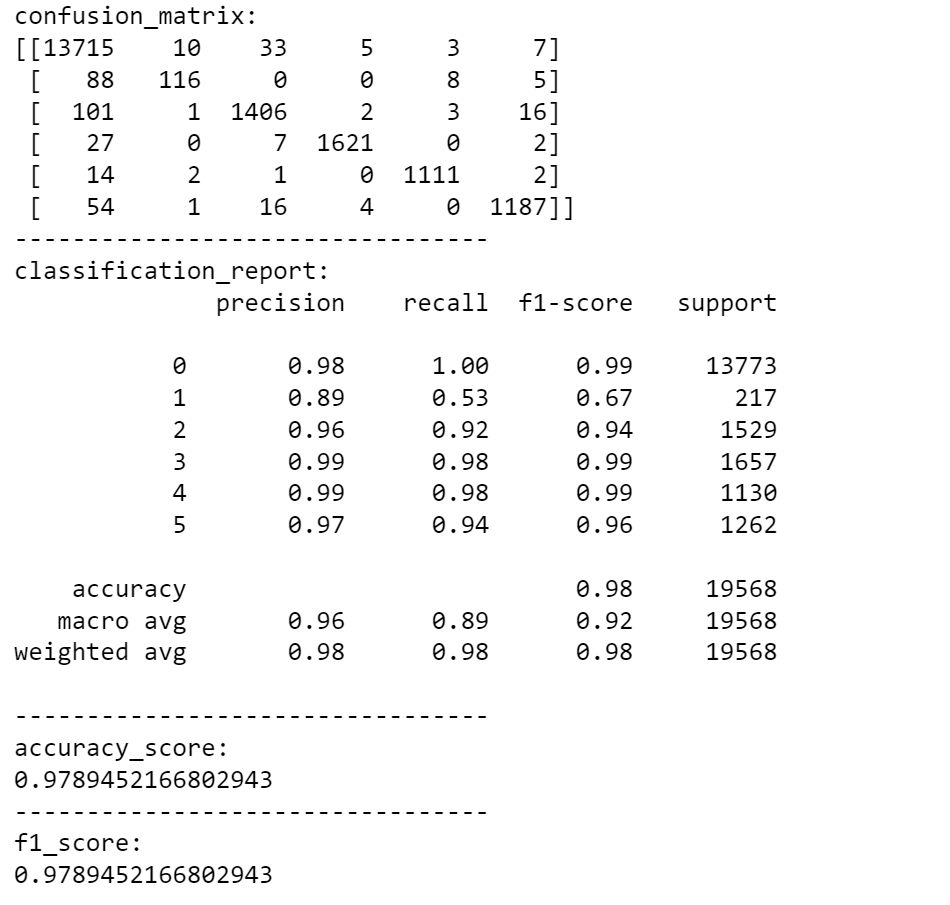 confusion_matrix:
[[13715    10    33     5     3     7]
 [   88   116     0     0     8     5]
 [  101     1  1406     2     3    16]
 [   27     0     7  1621     0     2]
 [   14     2     1     0  1111     2]
 [   54     1    16     4     0  1187]]
---------------------------------
classification_report:
              precision    recall  f1-score   support
           0       0.98      1.00      0.99     13773
           1       0.89      0.53      0.67       217
           2       0.96      0.92      0.94      1529
           3       0.99      0.98      0.99      1657
           4       0.99      0.98      0.99      1130
           5       0.97      0.94      0.96      1262
    accuracy                           0.98     19568
   macro avg       0.96      0.89      0.92     19568
weighted avg       0.98      0.98      0.98     19568
---------------------------------
accuracy_score:
0.9789452166802943
---------------------------------
f1_score:
0.9789452166802943